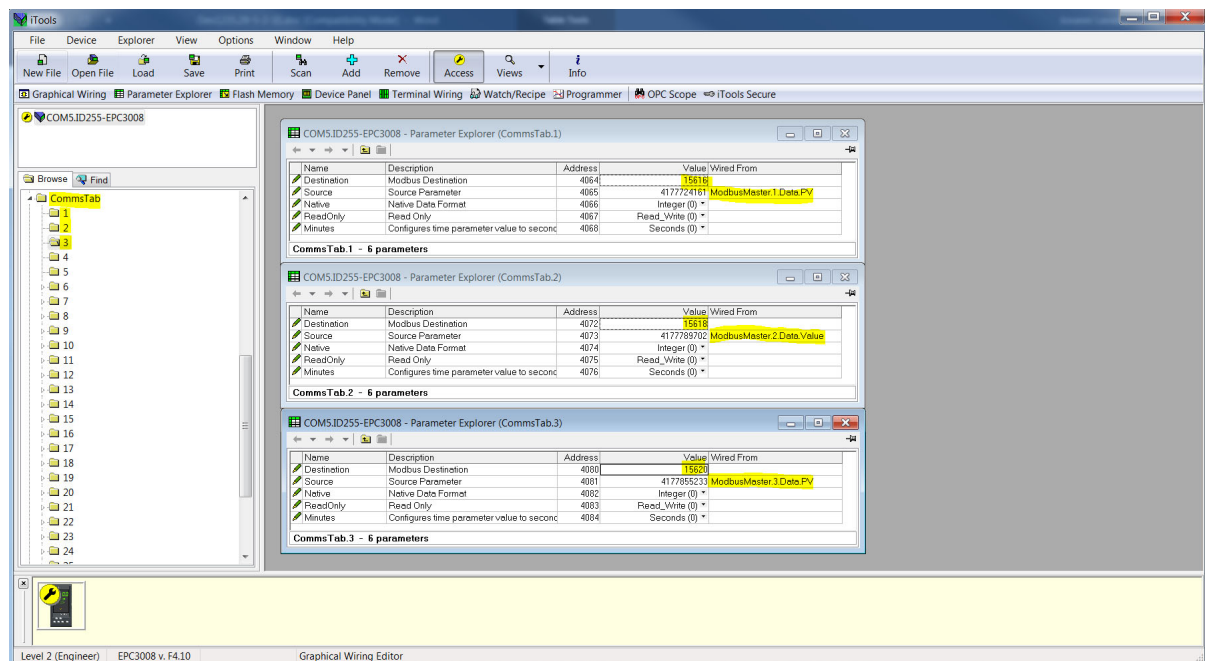 iTools
File Device Explorer View Options Window Help
New File Open File Load Save Print Scan Add Remove Access Views Info
Graphical Wiring Parameter Explorer Flash Memory Device Panel Terminal Wiring Watch/Recipe Programmer OPC Scope iTools Secure
COM5.ID255-EPC3008
Browse Find
CommsTab
1
2
3
4
5
6
7
8
9
10
11
12
13
14
15
16
17
18
19
20
21
22
23
24
COM5.ID255-EPC3008 - Parameter Explorer (CommsTab.1)
Name Description Address Value Wired From
Destination Modbus Destination 4064 15616
Source Source Parameter 4065 4177724161 ModbusMaster.1.Data.PV
Native Native Data Format 4066 Integer (0)
ReadOnly Read Only 4067 Read_Write (0)
Minutes Configures time parameter value to second 4068 Seconds (0)
CommsTab.1 - 6 parameters
COM5.ID255-EPC3008 - Parameter Explorer (CommsTab.2)
Name Description Address Value Wired From
Destination Modbus Destination 4072 15618
Source Source Parameter 4073 4177789702 ModbusMaster.2.Data.Value
Native Native Data Format 4074 Integer (0)
ReadOnly Read Only 4075 Read_Write (0)
Minutes Configures time parameter value to second 4076 Seconds (0)
CommsTab.2 - 6 parameters
COM5.ID255-EPC3008 - Parameter Explorer (CommsTab.3)
Name Description Address Value Wired From
Destination Modbus Destination 4080 15620
Source Source Parameter 4081 4177855233 ModbusMaster.3.Data.PV
Native Native Data Format 4082 Integer (0)
ReadOnly Read Only 4083 Read_Write (0)
Minutes Configures time parameter value to second 4084 Seconds (0)
CommsTab.3 - 6 parameters
Level 2 (Engineer) EPC3008 v. F4.10 Graphical Wiring Editor